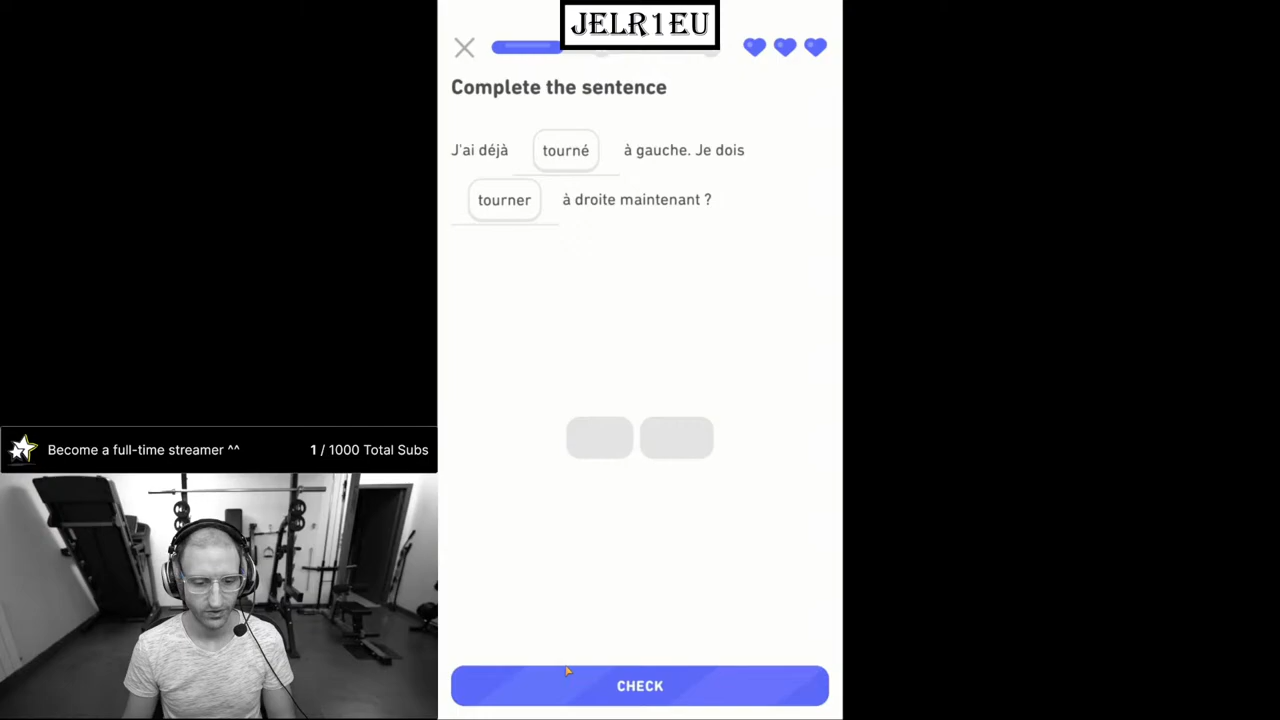 JELR1EU
Complete the sentence
J'ai déjà tourné à gauche. Je dois
tourner à droite maintenant ?
Become a full-time streamer ^^ 1 / 1000 Total Subs
CHECK